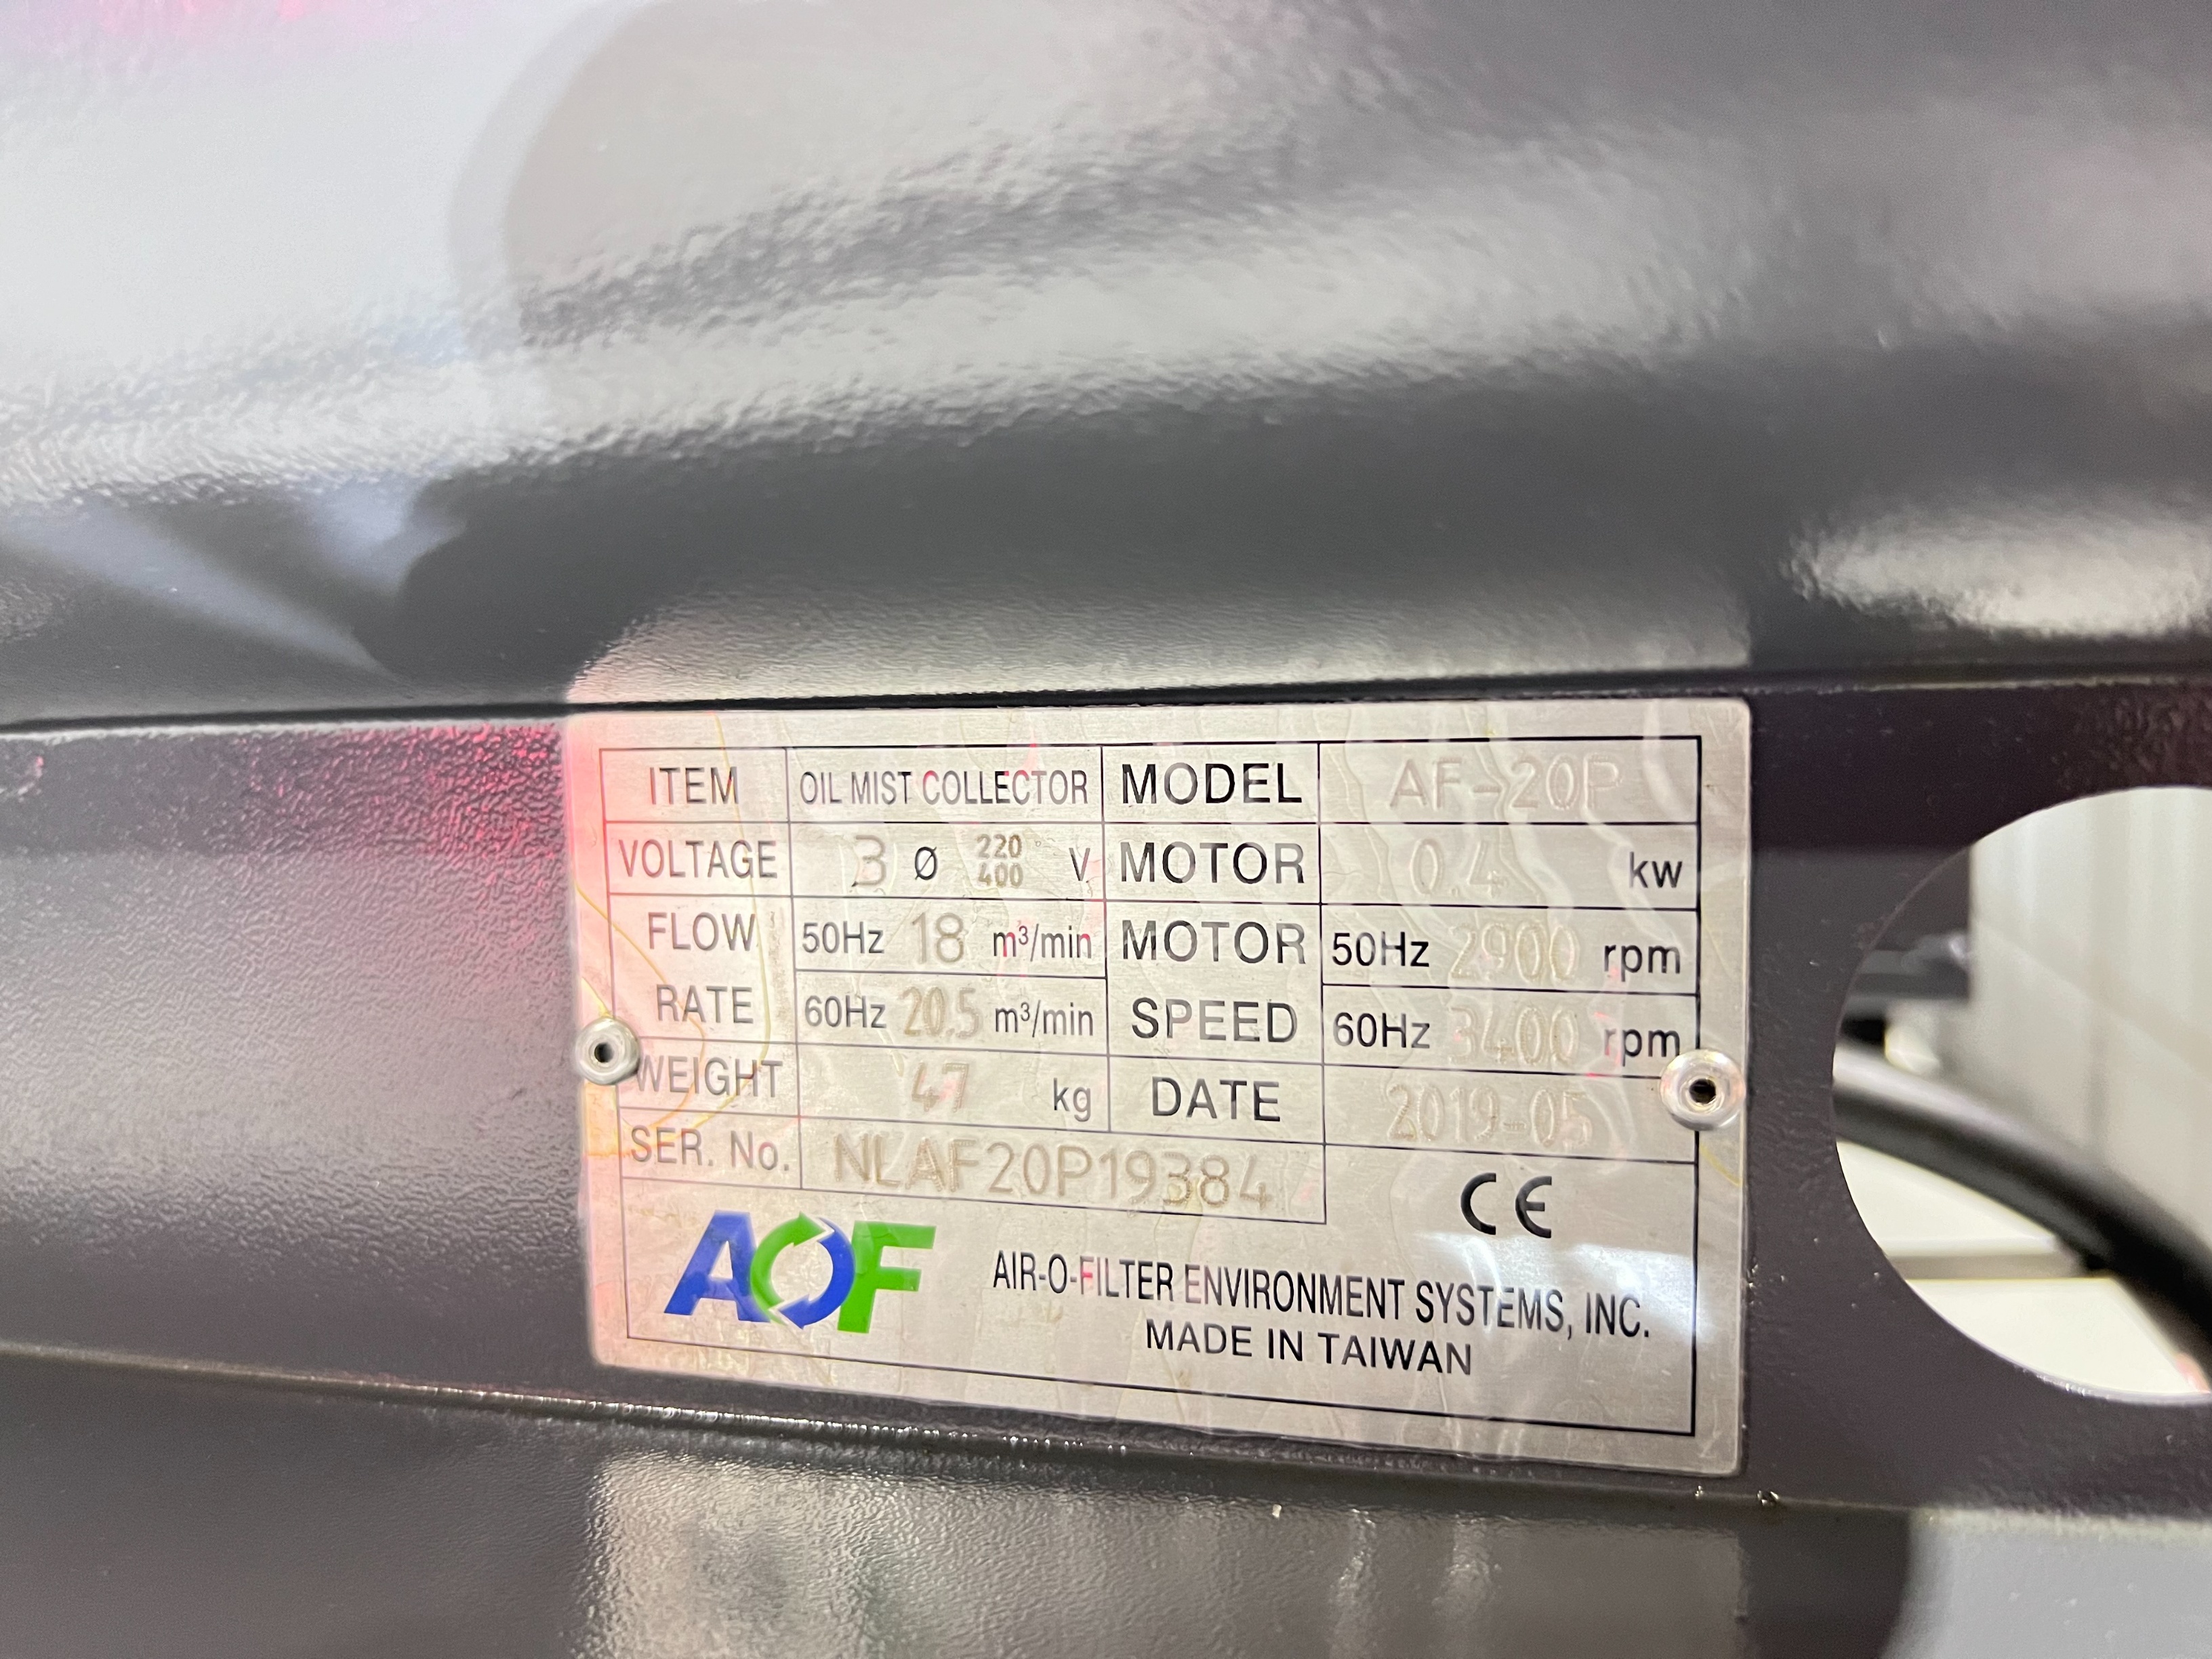 ITEM OIL MIST COLLECTOR MODEL AF-20P
VOLTAGE 3 Ø 220 400 V MOTOR 0.4 kw
FLOW RATE 50Hz 18 m³/min MOTOR SPEED 50Hz 2900 rpm
60Hz 20.5 m³/min 60Hz 3400 rpm
WEIGHT 47 kg DATE 2019-05
SER. No. NLAF20P19384
CE
AOF
AIR-O-FILTER ENVIRONMENT SYSTEMS, INC.
MADE IN TAIWAN